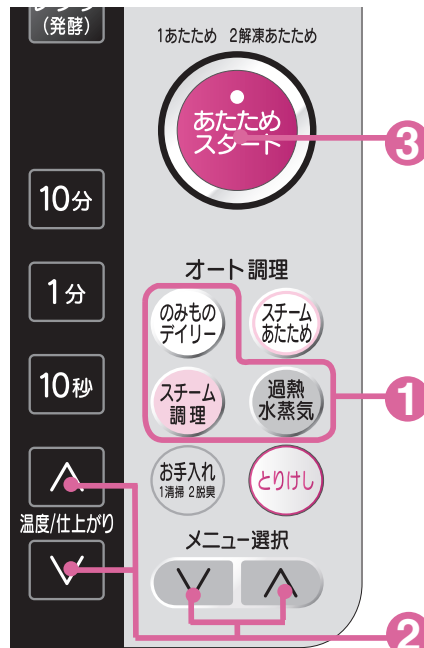 (発酵)
1あたため 2解凍あたため
あたため
スタート
3
10分
1分
10秒
温度/仕上がり
オート調理
のみもの
デイリー
スチーム
あたため
スチーム
調理
過熱
水蒸気
1
お手入れ
1清掃 2脱臭
とりけし
メニュー選択
2